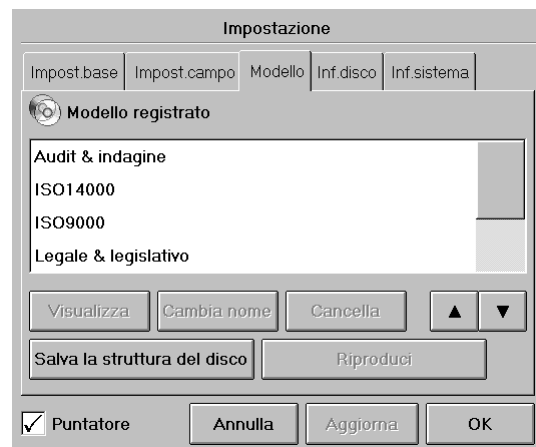 Impostazione
Impost.base Impost.campo Modello Inf.disco Inf.sistema
Modello registrato
Audit & indagine
ISO14000
ISO9000
Legale & legislativo
Visualizza Cambia nome Cancella
Salva la struttura del disco Riproduci
Puntatore Annulla Aggiorna OK